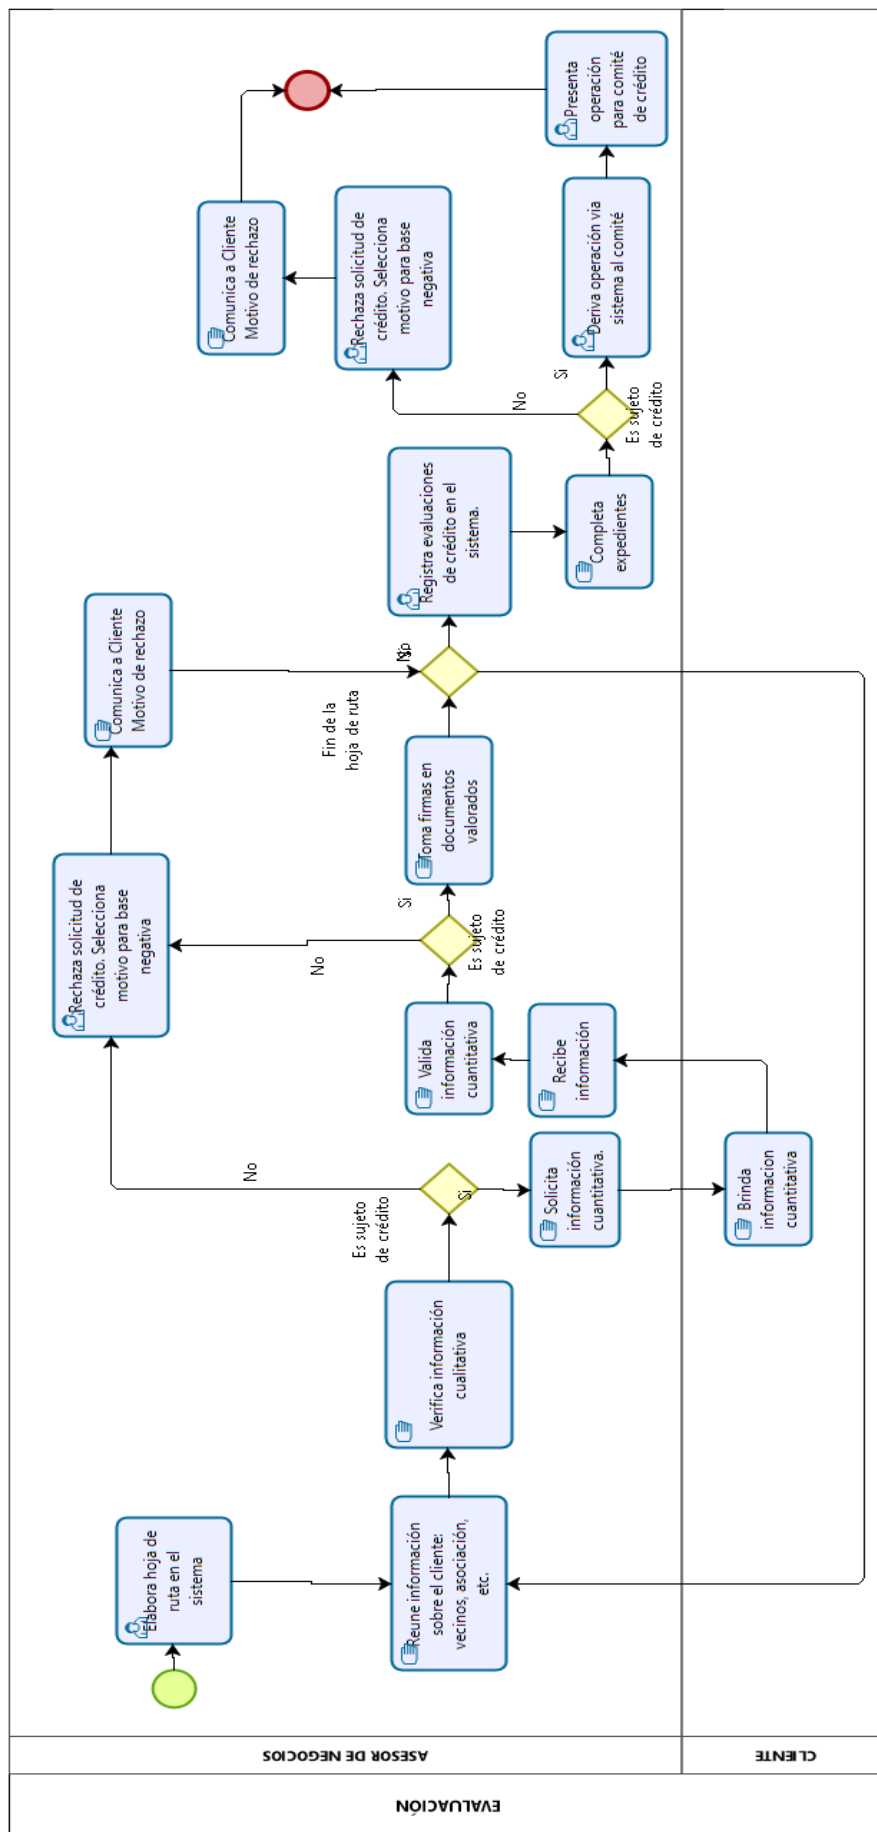 EVALUACIÓN
ASESOR DE NEGOCIOS
CLIENTE
Elabora hoja de
ruta en el
sistema
Reune información
sobre el cliente:
vecinos, asociación,
etc.
Verifica información
cualitativa
Es sujeto
de crédito
No
Si
Solicita
información
cuantitativa.
Brinda
informacion
cuantitativa
Recibe
información
Valida
información
cuantitativa
Es sujeto
de crédito
No
Si
Rechaza solicitud de
crédito. Selecciona
motivo para base
negativa
Comunica a Cliente
Motivo de rechazo
Toma firmas en
documentos
valorados
Fin de la
hoja de ruta
No
Si
Registra evaluaciones
de crédito en el
sistema.
Completa
expedientes
Es sujeto
de crédito
No
Si
Rechaza solicitud de
crédito. Selecciona
motivo para base
negativa
Comunica a Cliente
Motivo de rechazo
Deriva operación via
sistema al comité
Presenta
operación
para comité
de crédito